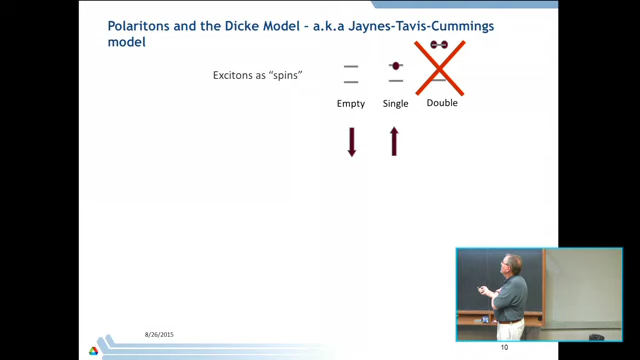 Polaritons and the Dicke Model – a.k.a Jaynes-Tavis-Cummings
model
Excitons as “spins”
Empty Single Double
8/26/2015
10